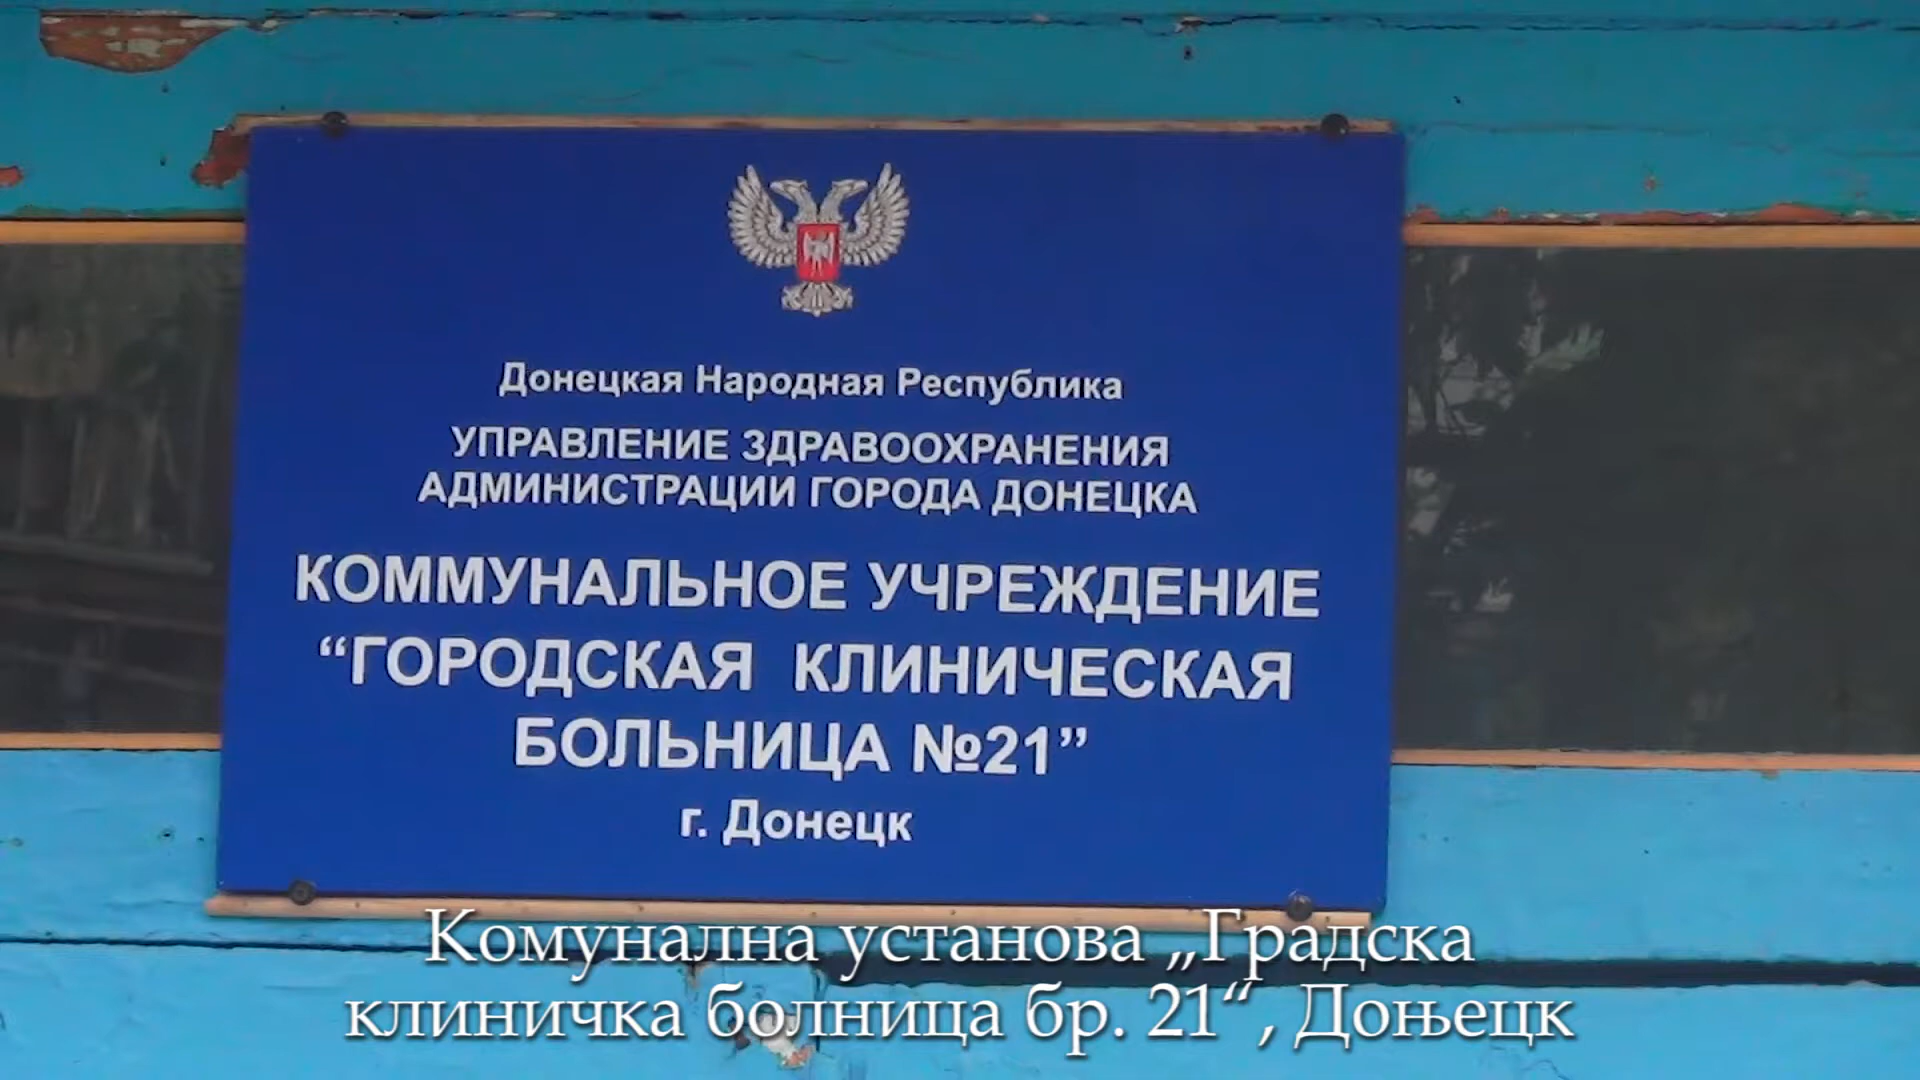 Донецкая Народная Республика
УПРАВЛЕНИЕ ЗДРАВООХРАНЕНИЯ
АДМИНИСТРАЦИИ ГОРОДА ДОНЕЦКА
КОММУНАЛЬНОЕ УЧРЕЖДЕНИЕ
“ГОРОДСКАЯ КЛИНИЧЕСКАЯ
БОЛЬНИЦА №21”
г. Донецк
Комунална установа „Градска
клиничка болница бр. 21“, Доњецк